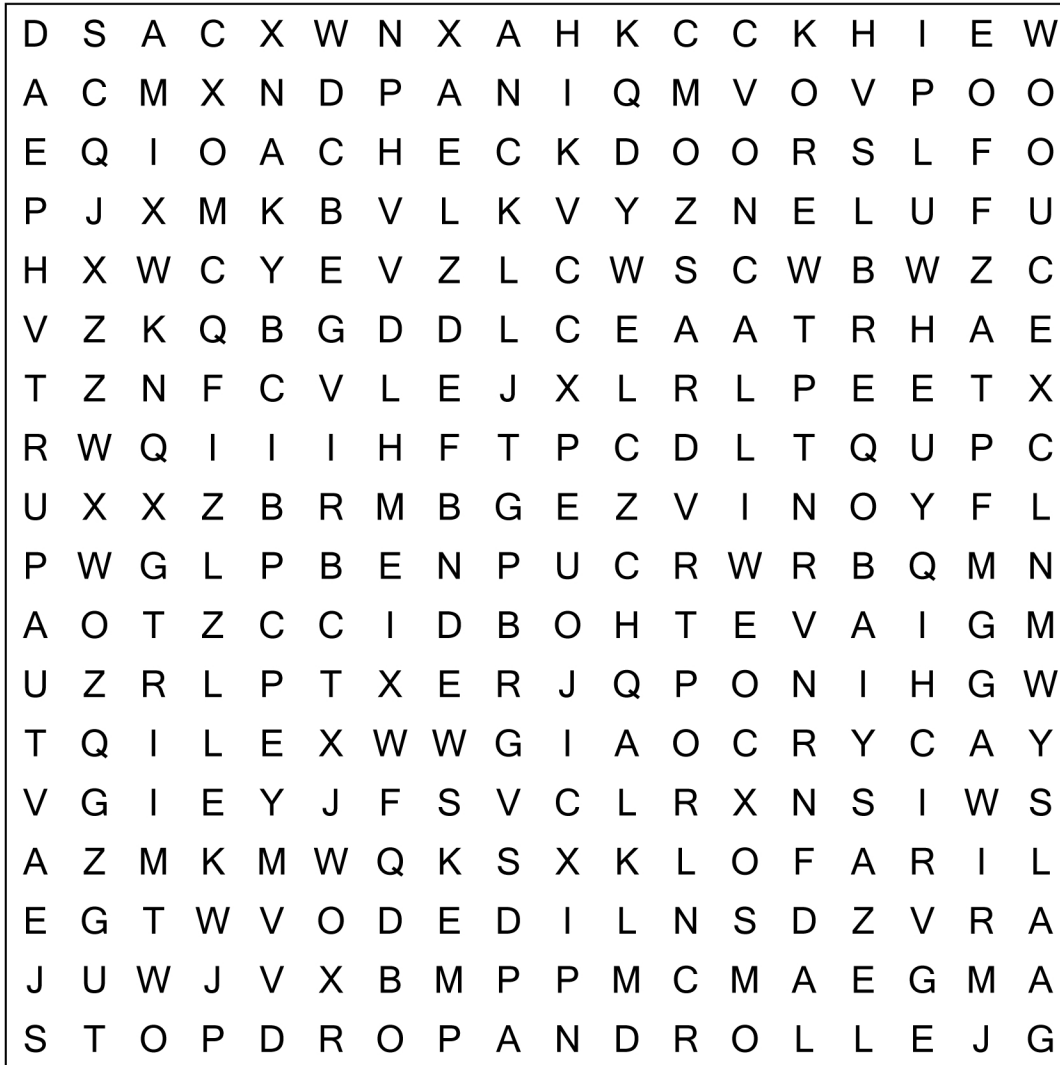 D S A C X W N X A H K C C K H I E W
A C M X N D P A N I Q M V O V P O O
E Q I O A C H E C K D O O R S L F O
P J X M K B V L K V Y Z N E L U F U
H X W C Y E V Z L C W S C W B W Z C
V Z K Q B G D D L C E A A T R H A E
T Z N F C V L E J X L R L P E E T X
R W Q I I I H F T P C D L T Q U P C
U X X Z B R M B G E Z V I N O Y F L
P W G L P B E N P U C R W R B Q M N
A O T Z C C I D B O H T E V A I G M
U Z R L P T X E R J Q P O N I H G W
T Q I L E X W W G I A O C R Y C A Y
V G I E Y J F S V C L R X N S I W S
A Z M K M W Q K S X K L O F A R I L
E G T W V O D E D I L N S D Z V R A
J U W J V X B M P P M C M A E G M A
S T O P D R O P A N D R O L L E J G